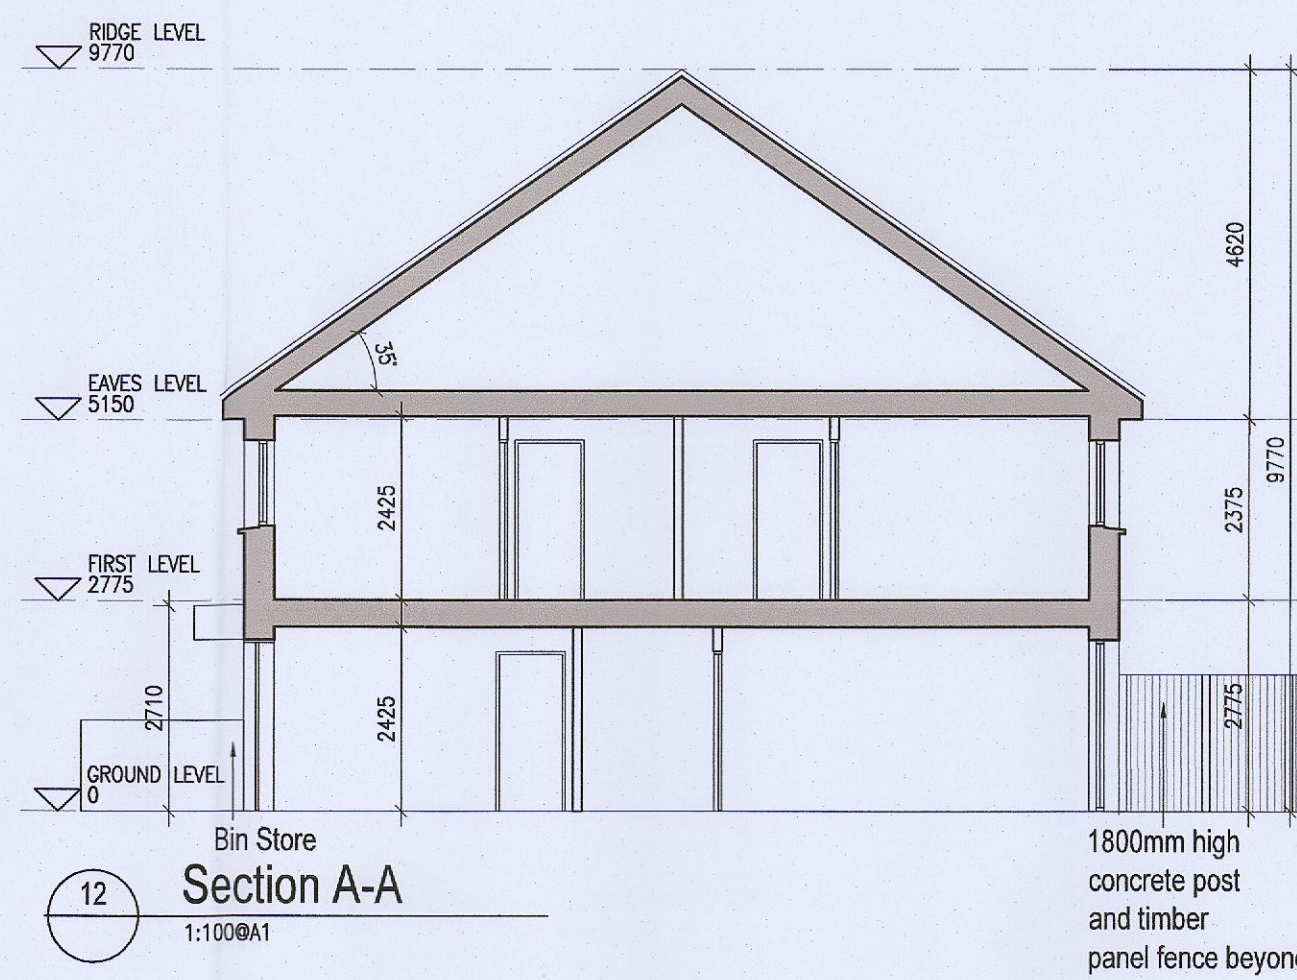 RIDGE LEVEL
9770
4620
35°
EAVES LEVEL
5150
9770
2425
2375
FIRST LEVEL
2775
2710
2425
2775
GROUND LEVEL
0
Bin Store
1800mm high
concrete post
and timber
panel fence beyond
12
Section A-A
1:100@A1